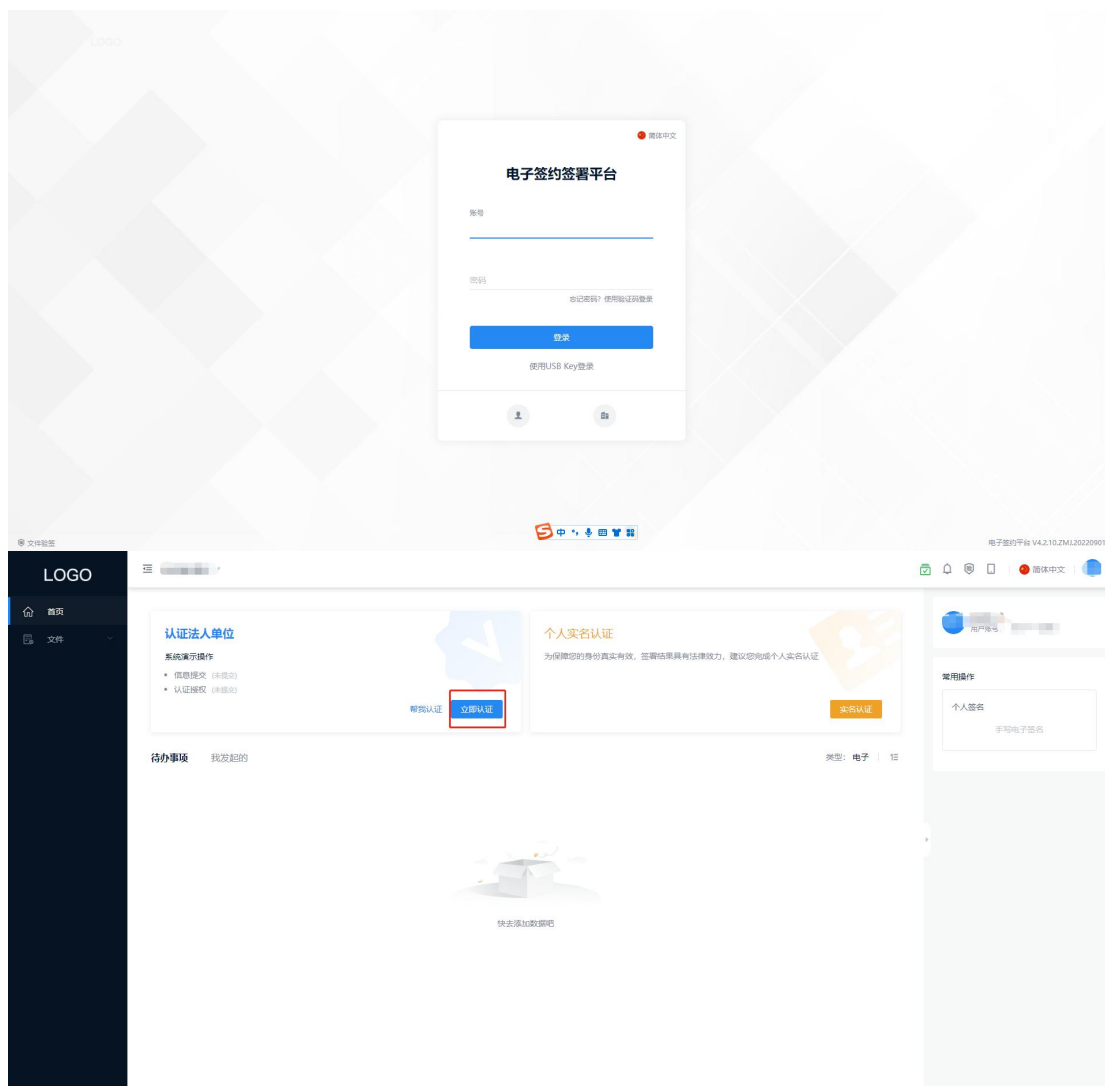 LOGO
简体中文
电子签约签署平台
账号
密码
忘记密码? 使用验证码登录
登录
使用USB Key登录
中
文件验签
电子签约平台 V4.2.10.ZMJ.20220901
LOGO
简体中文
首页
文件
认证法人单位
系统演示操作
信息提交 (未提交)
认证授权 (未提交)
帮我认证 立即认证
个人实名认证
为保障您的身份真实有效,签署结果具有法律效力,建议您完成个人实名认证
实名认证
用户账号
常用操作
个人签名
手写电子签名
待办事项 我发起的
类型: 电子
快去添加数据吧